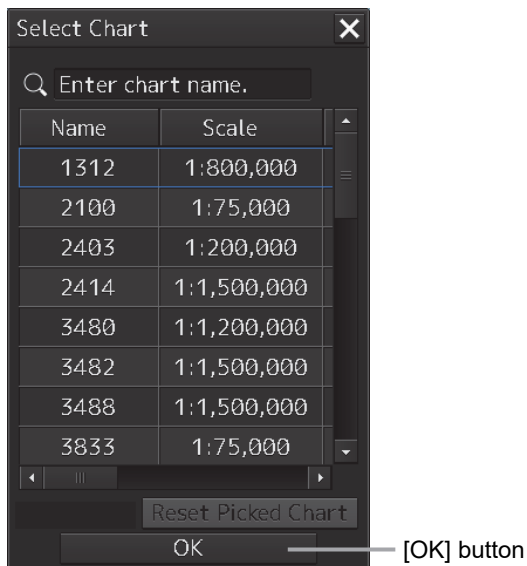 Select Chart
Enter chart name.
Name Scale
1312 1:800,000
2100 1:75,000
2403 1:200,000
2414 1:1,500,000
3480 1:1,200,000
3482 1:1,500,000
3488 1:1,500,000
3833 1:75,000
Reset Picked Chart
OK [OK] button